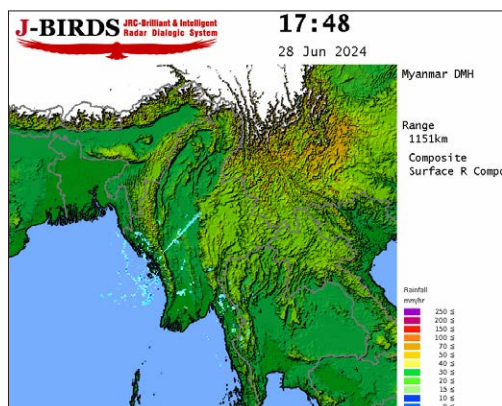 J-BIRDS JRC-Brilliant & Intelligent
Radar Dialogic System
17:48
28 Jun 2024
Myanmar DMH
Range
1151km
Composite
Surface R Compo
Rainfall
mm/hr
250 ≤
200 ≤
150 ≤
100 ≤
70 ≤
50 ≤
40 ≤
30 ≤
20 ≤
15 ≤
10 ≤